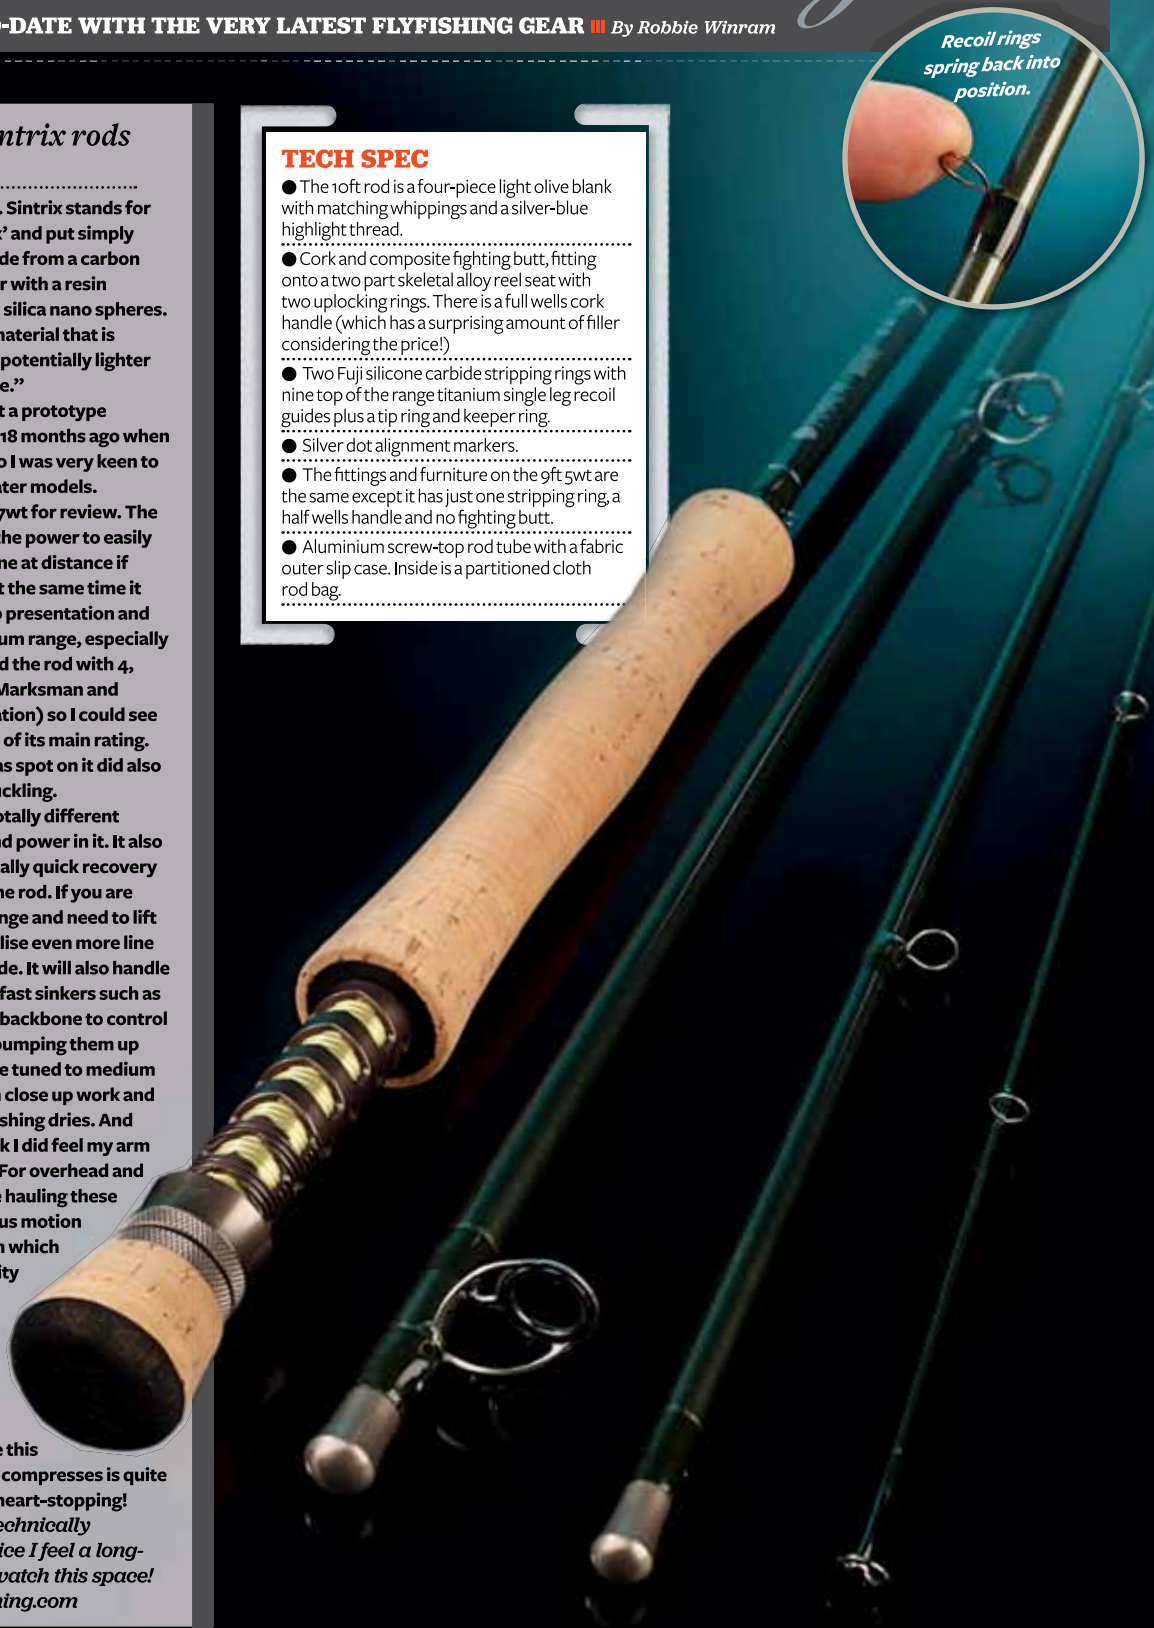 -DATE WITH THE VERY LATEST FLYFISHING GEAR By Robbie Winram
Recoil rings
spring back into
position.
ntrix rods
. Sintrix stands for
’ and put simply
de from a carbon
r with a resin
silica nano spheres.
material that is
potentially lighter
e.”
t a prototype
18 months ago when
o I was very keen to
ater models.
7wt for review. The
the power to easily
ne at distance if
t the same time it
o presentation and
um range, especially
d the rod with 4,
Marksman and
ation) so I could see
of its main rating.
as spot on it did also
uckling.
otally different
nd power in it. It also
ally quick recovery
he rod. If you are
nge and need to lift
lise even more line
de. It will also handle
fast sinkers such as
backbone to control
pumping them up
e tuned to medium
n close up work and
shing dries. And
k I did feel my arm
For overhead and
e hauling these
us motion
n which
ity
e this
compresses is quite
heart-stopping!
echnically
ice I feel a long-
watch this space!
hing.com
TECH SPEC
● The 10ft rod is a four-piece light olive blank
with matching whippings and a silver-blue
highlight thread.
● Cork and composite fighting butt, fitting
onto a two part skeletal alloy reel seat with
two uplocking rings. There is a full wells cork
handle (which has a surprising amount of filler
considering the price!)
● Two Fuji silicone carbide stripping rings with
nine top of the range titanium single leg recoil
guides plus a tip ring and keeper ring.
● Silver dot alignment markers.
● The fittings and furniture on the 9ft 5wt are
the same except it has just one stripping ring, a
half wells handle and no fighting butt.
● Aluminium screw-top rod tube with a fabric
outer slip case. Inside is a partitioned cloth
rod bag.